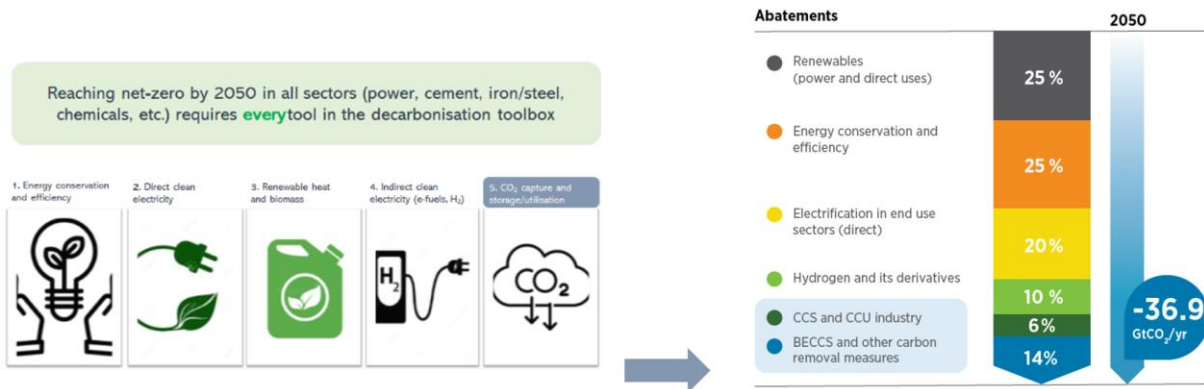 Reaching net-zero by 2050 in all sectors (power, cement, iron/steel,
chemicals, etc.) requires everytool in the decarbonisation toolbox
1. Energy conservation
and efficiency
2. Direct clean
electricity
3. Renewable heat
and biomass
4. Indirect clean
electricity (e-fuels, H₂)
5. CO₂ capture and
storage/utilisation
H₂
CO₂
Abatements
2050
Renewables
(power and direct uses)
25 %
Energy conservation and
efficiency
25 %
Electrification in end use
sectors (direct)
20 %
Hydrogen and its derivatives
10 %
CCS and CCU industry
6%
BECCS and other carbon
removal measures
14%
-36.9
GtCO₂/yr